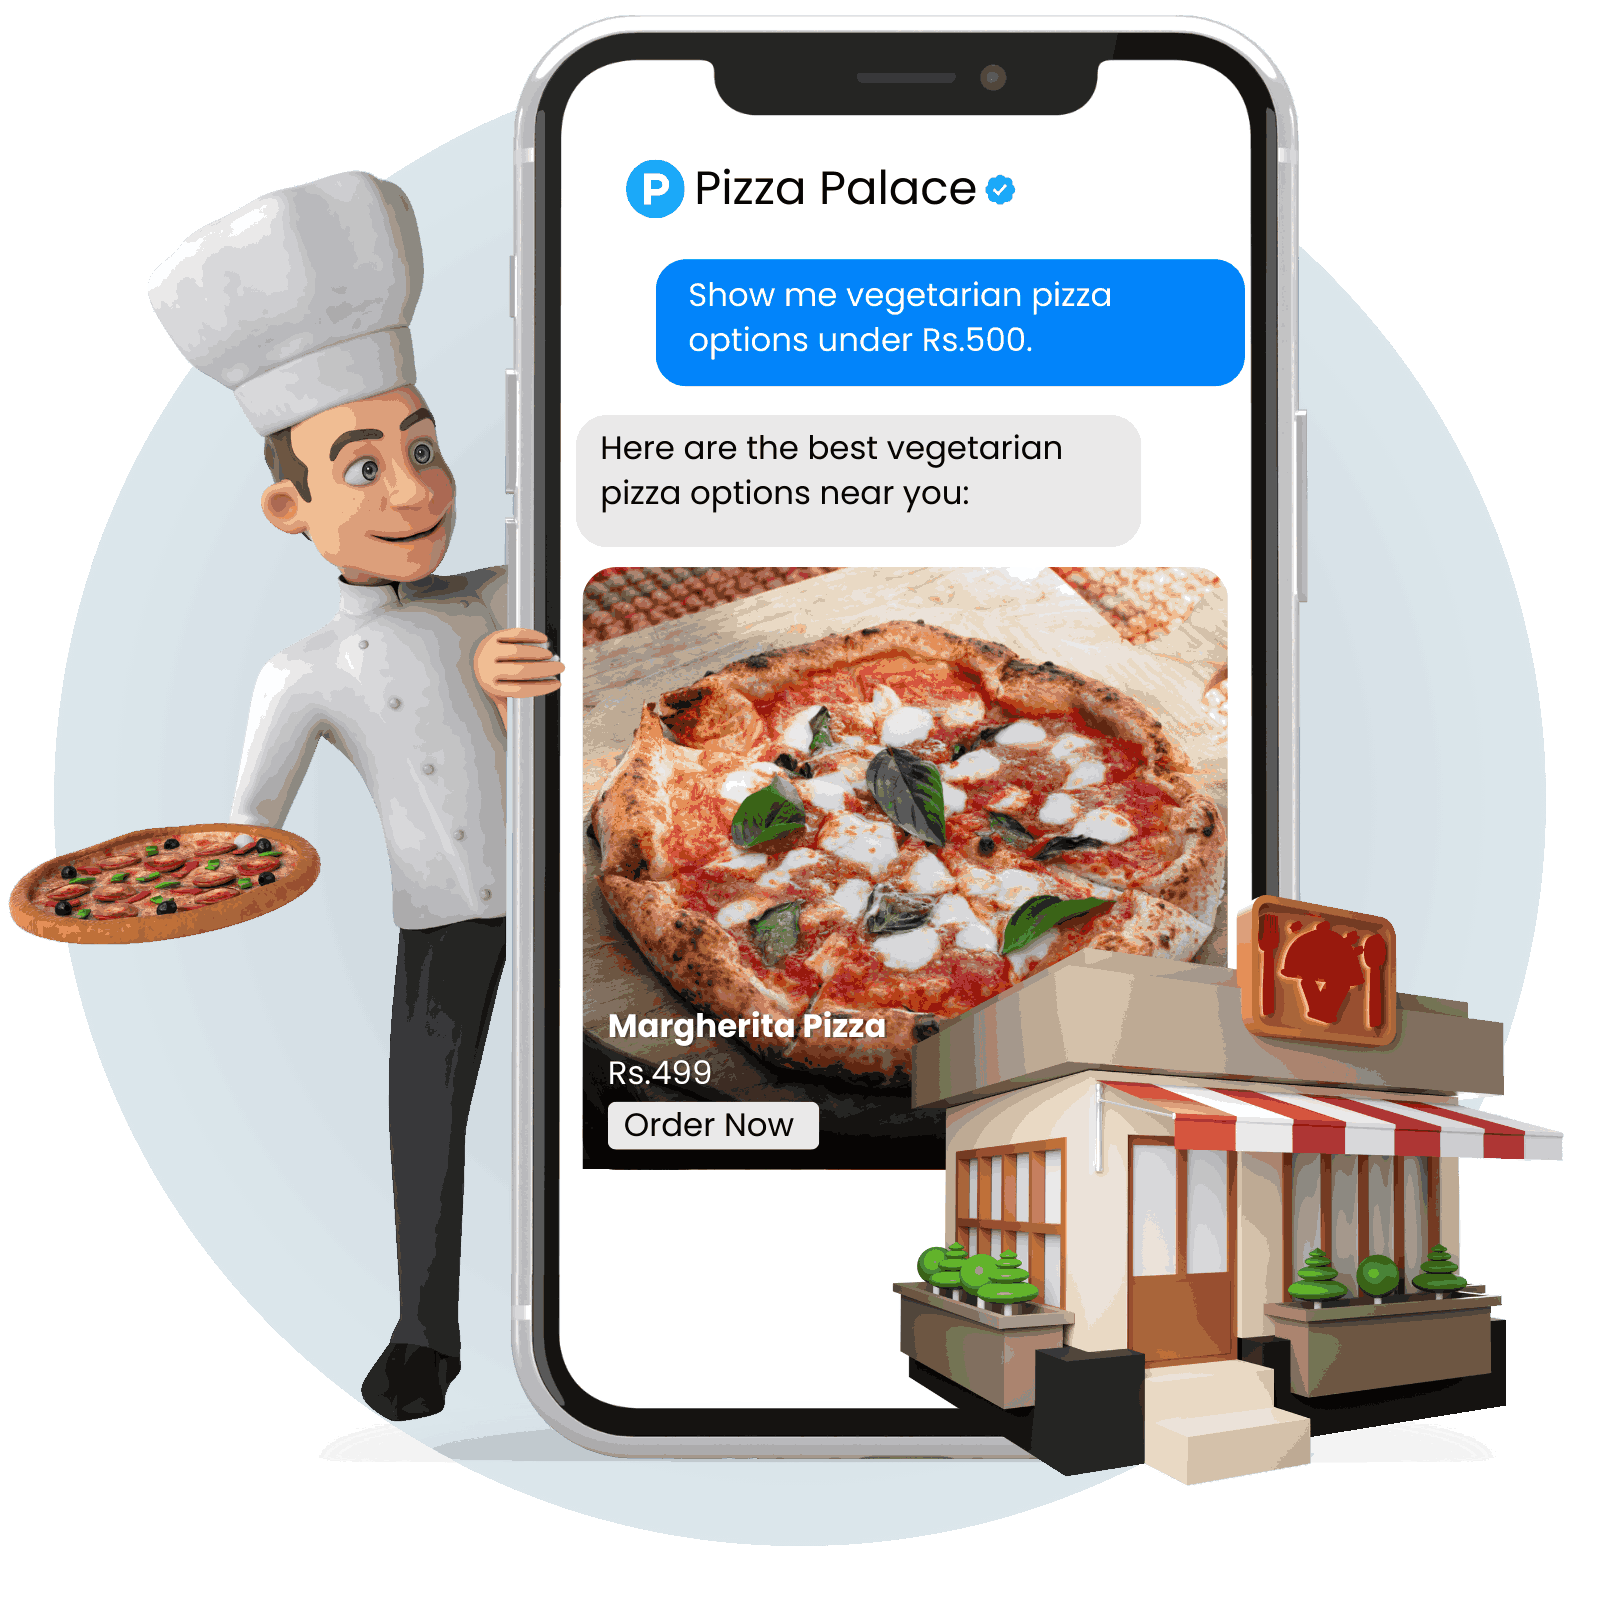 P Pizza Palace
Show me vegetarian pizza
options under Rs.500.
Here are the best vegetarian
pizza options near you:
Margherita Pizza
Rs.499
Order Now